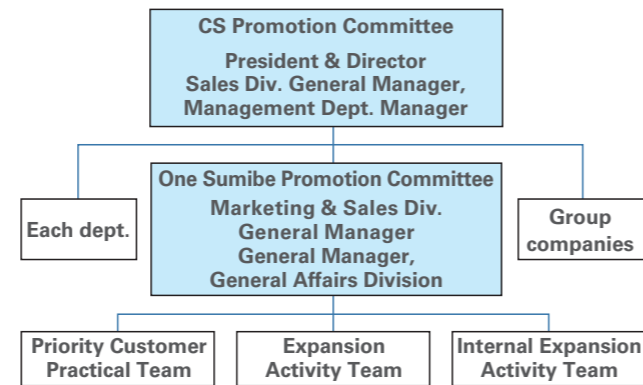 CS Promotion Committee
President & Director
Sales Div. General Manager,
Management Dept. Manager
Each dept.
One Sumibe Promotion Committee
Marketing & Sales Div.
General Manager
General Manager,
General Affairs Division
Group
companies
Priority Customer
Practical Team
Expansion
Activity Team
Internal Expansion
Activity Team